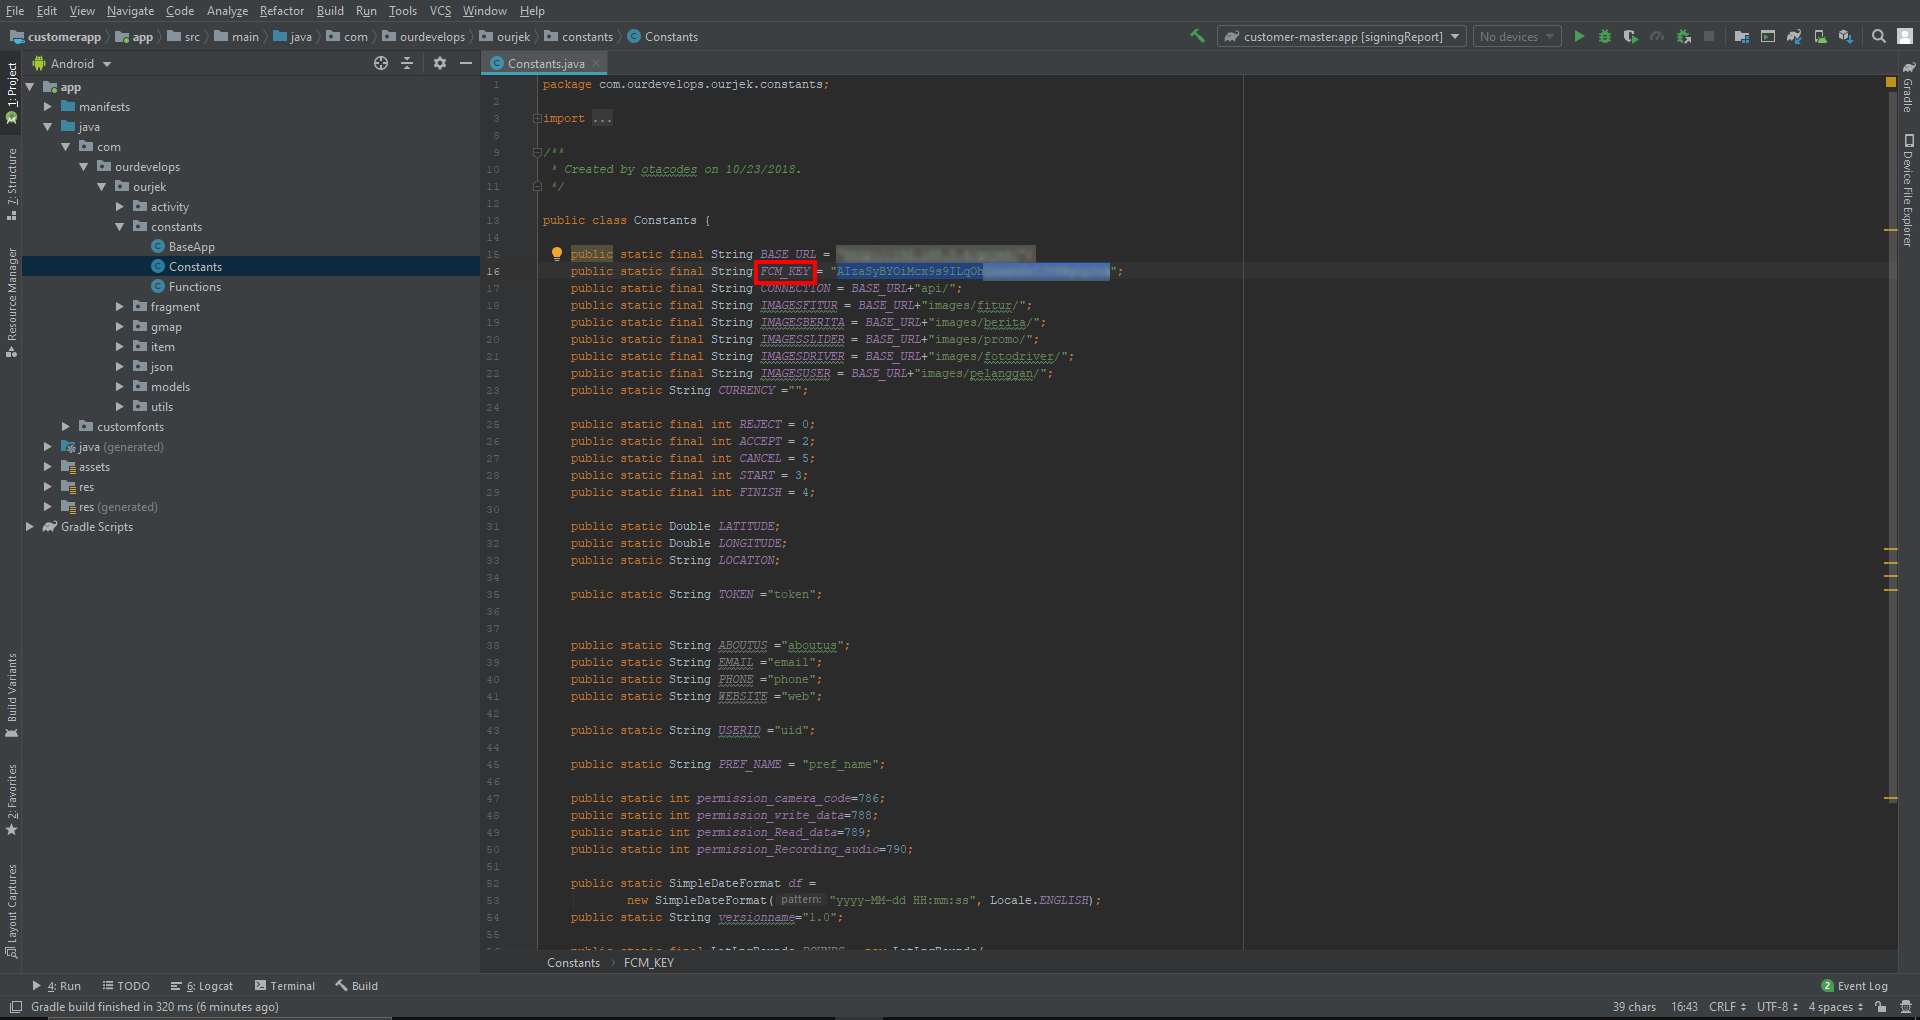 File Edit View Navigate Code Analyze Refactor Build Run Tools VCS Window Help
customerapp app src main java com ourdevelops ourjek constants Constants customer-master:app [signingReport] No devices
Android
Constants.java
1: Project
7: Structure
Resource Manager
Build Variants
2: Favorites
Layout Captures
app
manifests
java
com
ourdevelops
ourjek
activity
constants
BaseApp
Constants
Functions
fragment
gmap
item
json
models
utils
customfonts
java (generated)
assets
res
res (generated)
Gradle Scripts
1 package com.ourdevelops.ourjek.constants;
2
3 import ...
8
9 /**
10 * Created by otacodes on 10/23/2018.
11 */
12
13 public class Constants {
14
15 public static final String BASE_URL = "
16 public static final String FCM_KEY = "AIzaSyBYOiMcx9s9ILqOh";
17 public static final String CONNECTION = BASE_URL+"api/";
18 public static final String IMAGESFITUR = BASE_URL+"images/fitur/";
19 public static final String IMAGESBERITA = BASE_URL+"images/berita/";
20 public static final String IMAGESSLIDER = BASE_URL+"images/promo/";
21 public static final String IMAGESDRIVER = BASE_URL+"images/fotodriver/";
22 public static final String IMAGESUSER = BASE_URL+"images/pelanggan/";
23 public static String CURRENCY ="";
24
25 public static final int REJECT = 0;
26 public static final int ACCEPT = 2;
27 public static final int CANCEL = 5;
28 public static final int START = 3;
29 public static final int FINISH = 4;
30
31 public static Double LATITUDE;
32 public static Double LONGITUDE;
33 public static String LOCATION;
34
35 public static String TOKEN ="token";
36
37
38 public static String ABOUTUS ="aboutus";
39 public static String EMAIL ="email";
40 public static String PHONE ="phone";
41 public static String WEBSITE ="web";
42
43 public static String USERID ="uid";
44
45 public static String PREF_NAME = "pref_name";
46
47 public static int permission_camera_code=786;
48 public static int permission_write_data=788;
49 public static int permission_Read_data=789;
50 public static int permission_Recording_audio=790;
51
52 public static SimpleDateFormat df =
53 new SimpleDateFormat( pattern: "yyyy-MM-dd HH:mm:ss", Locale.ENGLISH);
54 public static String versionname="1.0";
55
Constants FCM_KEY
Gradle
Device File Explorer
4: Run TODO 6: Logcat Terminal Build 2 Event Log
Gradle build finished in 320 ms (6 minutes ago) 39 chars 16:43 CRLF UTF-8 4 spaces